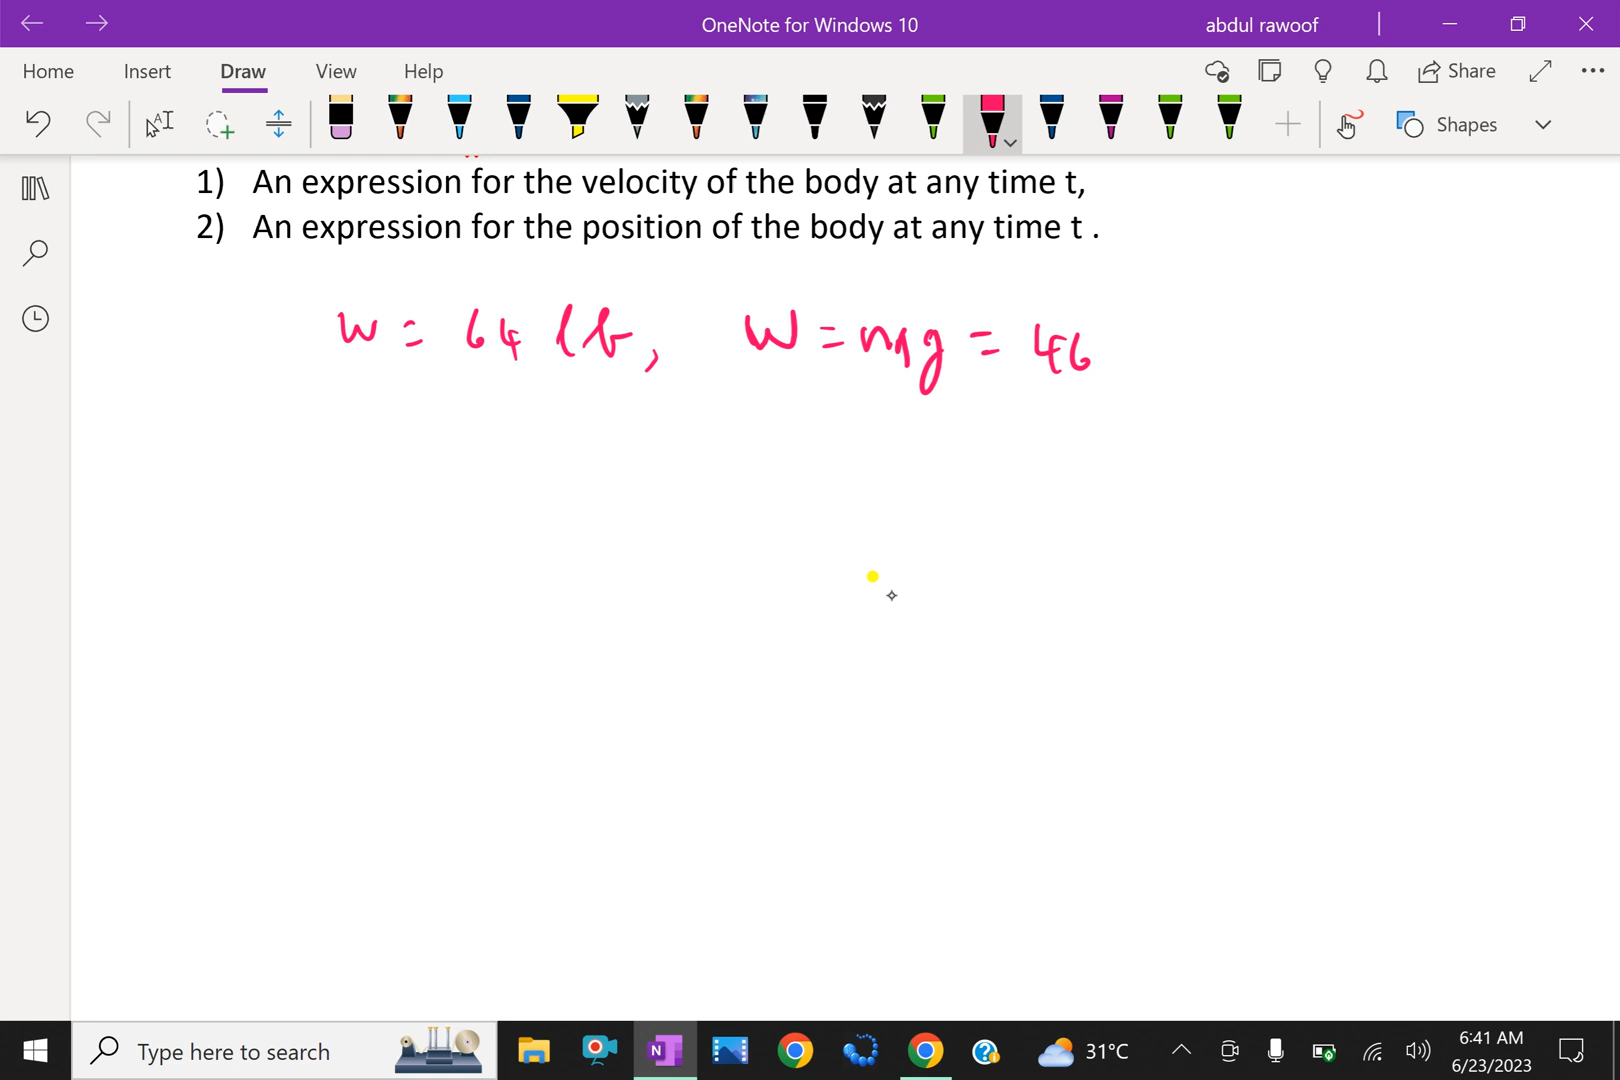 OneNote for Windows 10
abdul rawoof
Home Insert Draw View Help
Share
Shapes
1) An expression for the velocity of the body at any time t,
2) An expression for the position of the body at any time t .
w = 64 lb, W = mg = 46
Type here to search
N
31°C
6:41 AM
6/23/2023